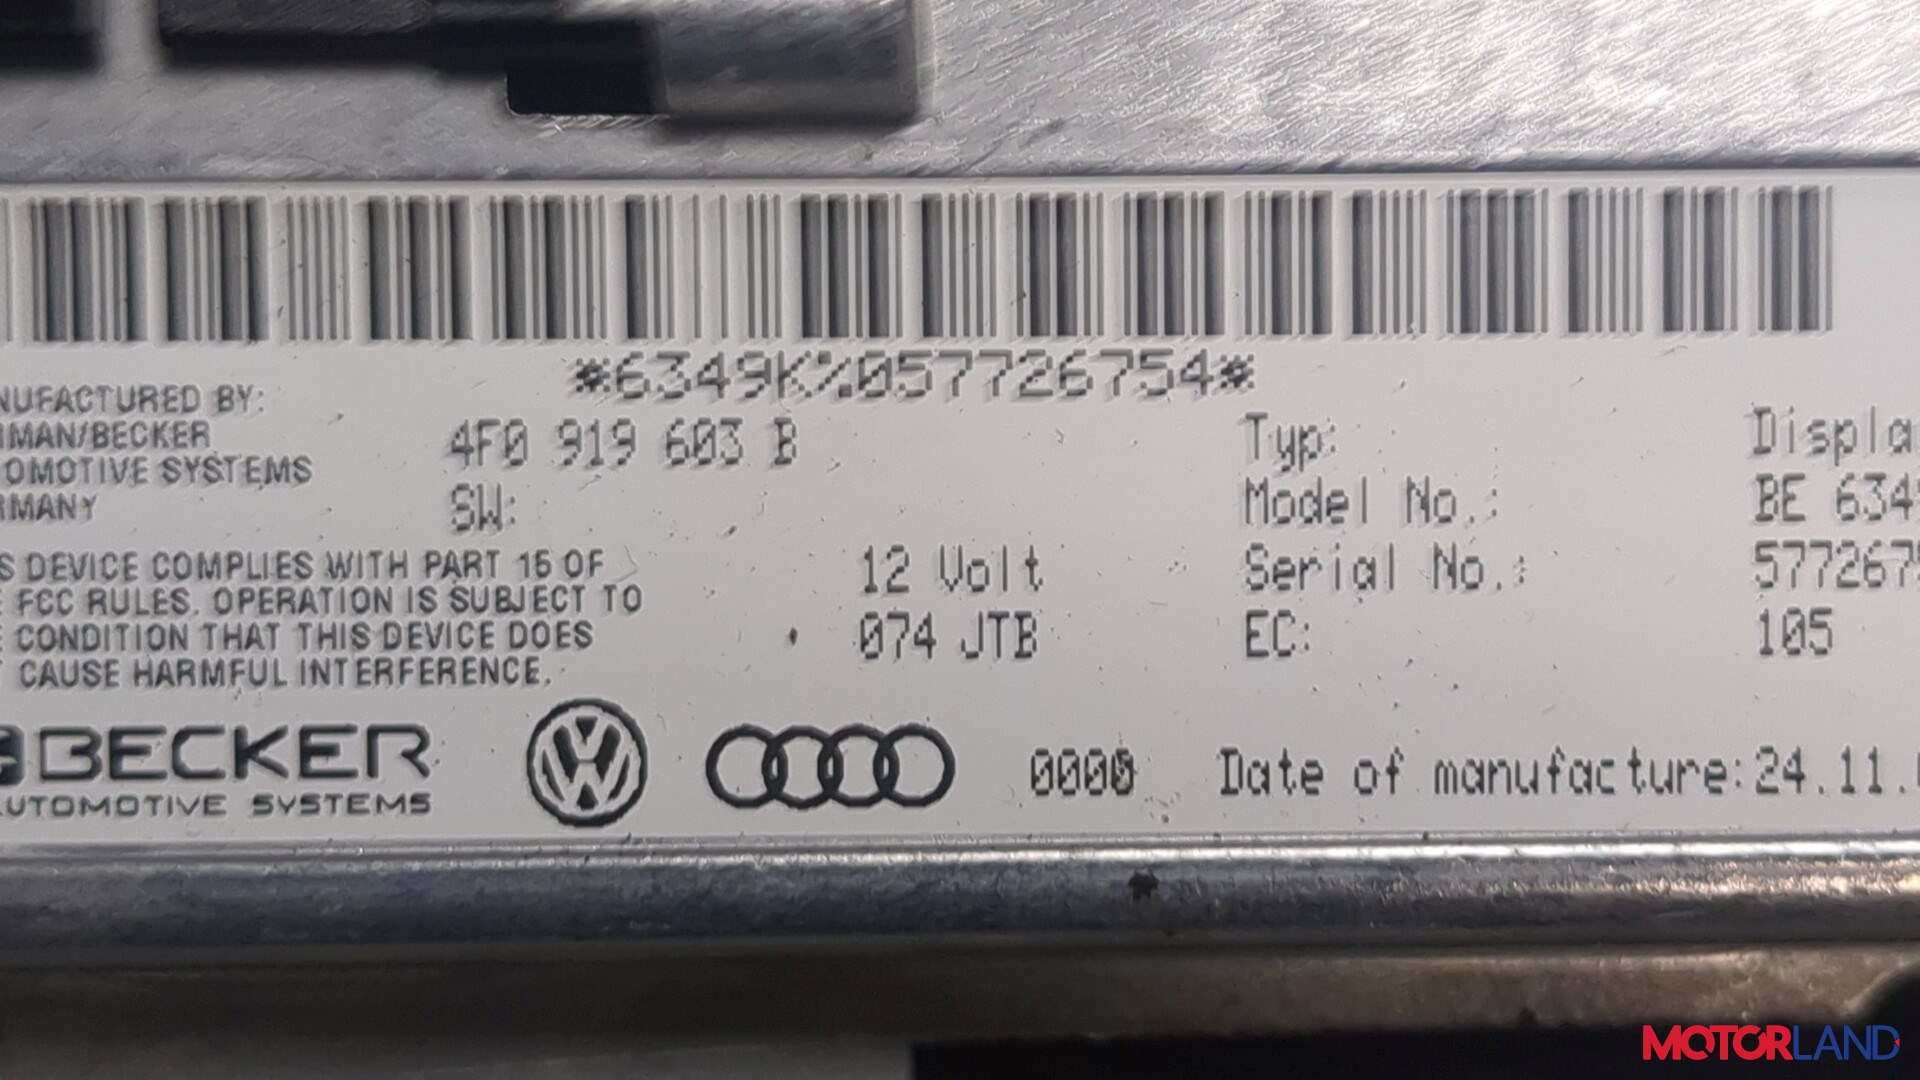 *6349K%057726754*
NUFACTURED BY:
RMAN/BECKER
TOMOTIVE SYSTEMS
RMANY
4F0 919 603 B
SW:
Typ: Displa
Model No.: BE 634
Serial No.: 577267
EC: 105
S DEVICE COMPLIES WITH PART 15 OF
E FCC RULES. OPERATION IS SUBJECT TO
E CONDITION THAT THIS DEVICE DOES
T CAUSE HARMFUL INTERFERENCE.
12 Volt
074 JTB
BECKER
AUTOMOTIVE SYSTEMS
0000
Date of manufacture: 24.11.
MOTORLAND